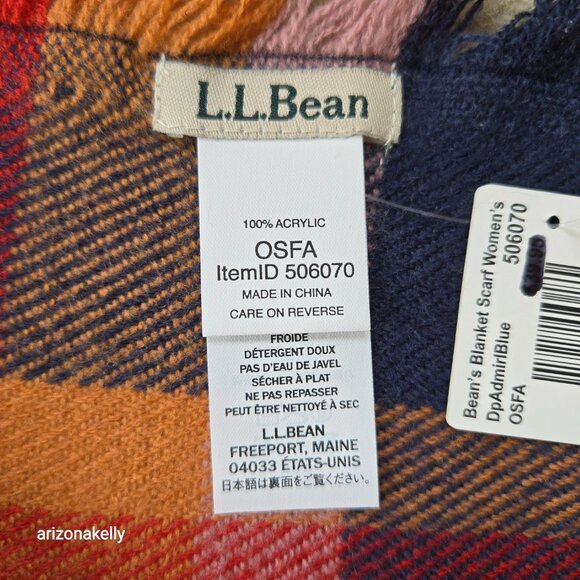 L.L.Bean
100% ACRYLIC
OSFA
ItemID 506070
MADE IN CHINA
CARE ON REVERSE
FROIDE
DÉTERGENT DOUX
PAS D'EAU DE JAVEL
SÉCHER À PLAT
NE PAS REPASSER
PEUT ÊTRE NETTOYÉ À SEC
L.L.BEAN
FREEPORT, MAINE
04033 ÉTATS-UNIS
日本語は裏面をご覧ください。
Bean's Blanket Scarf Women's
506070
DpAdmirlBlue
OSFA
arizonakelly